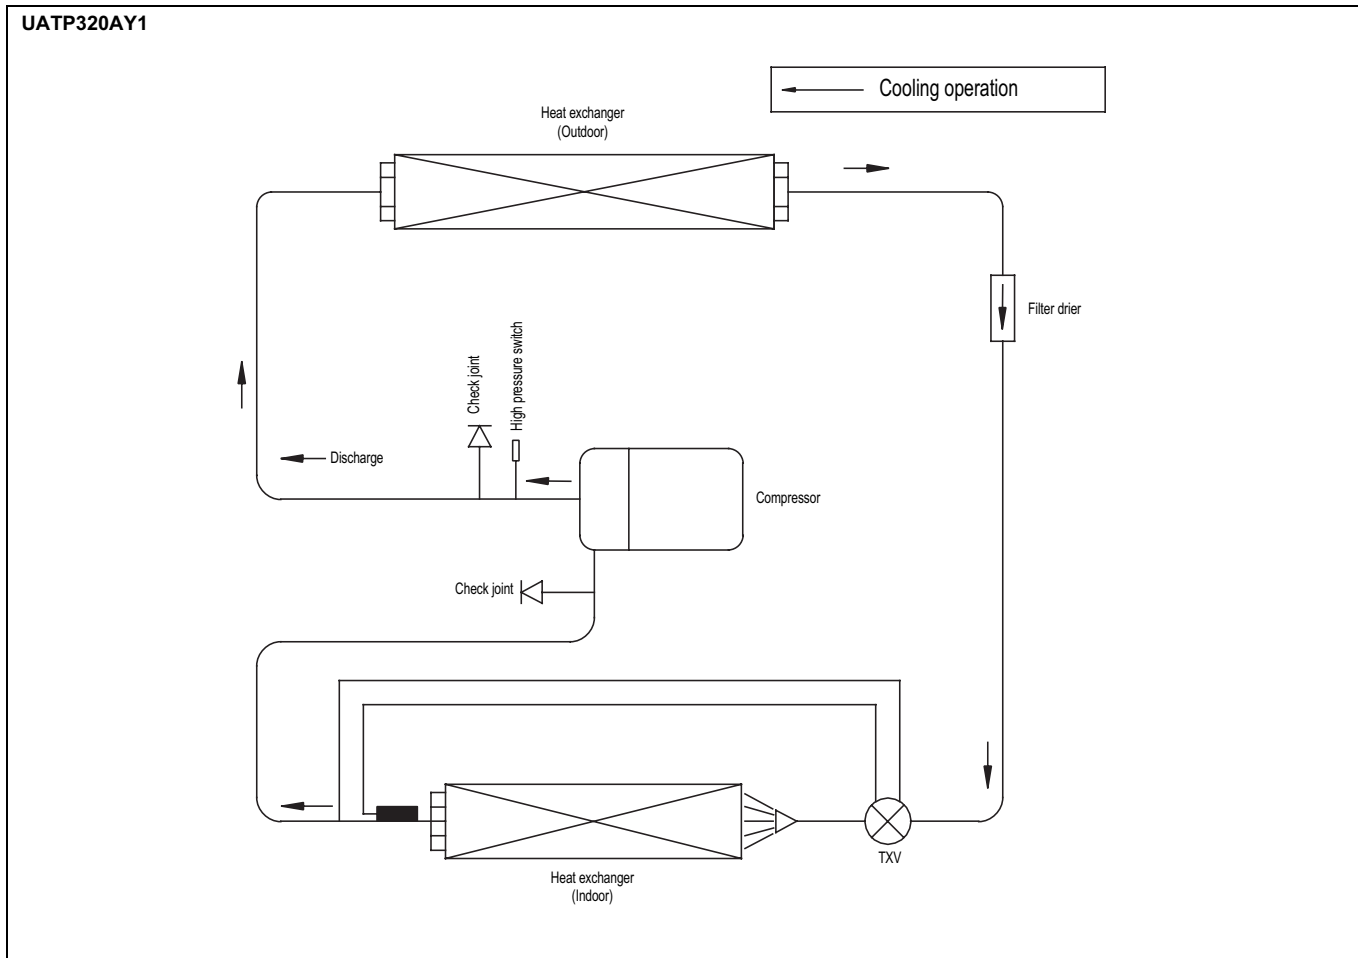 UATP320AY1
Cooling operation
Heat exchanger
(Outdoor)
Filter drier
Check joint
High pressure switch
Discharge
Compressor
Check joint
TXV
Heat exchanger
(Indoor)